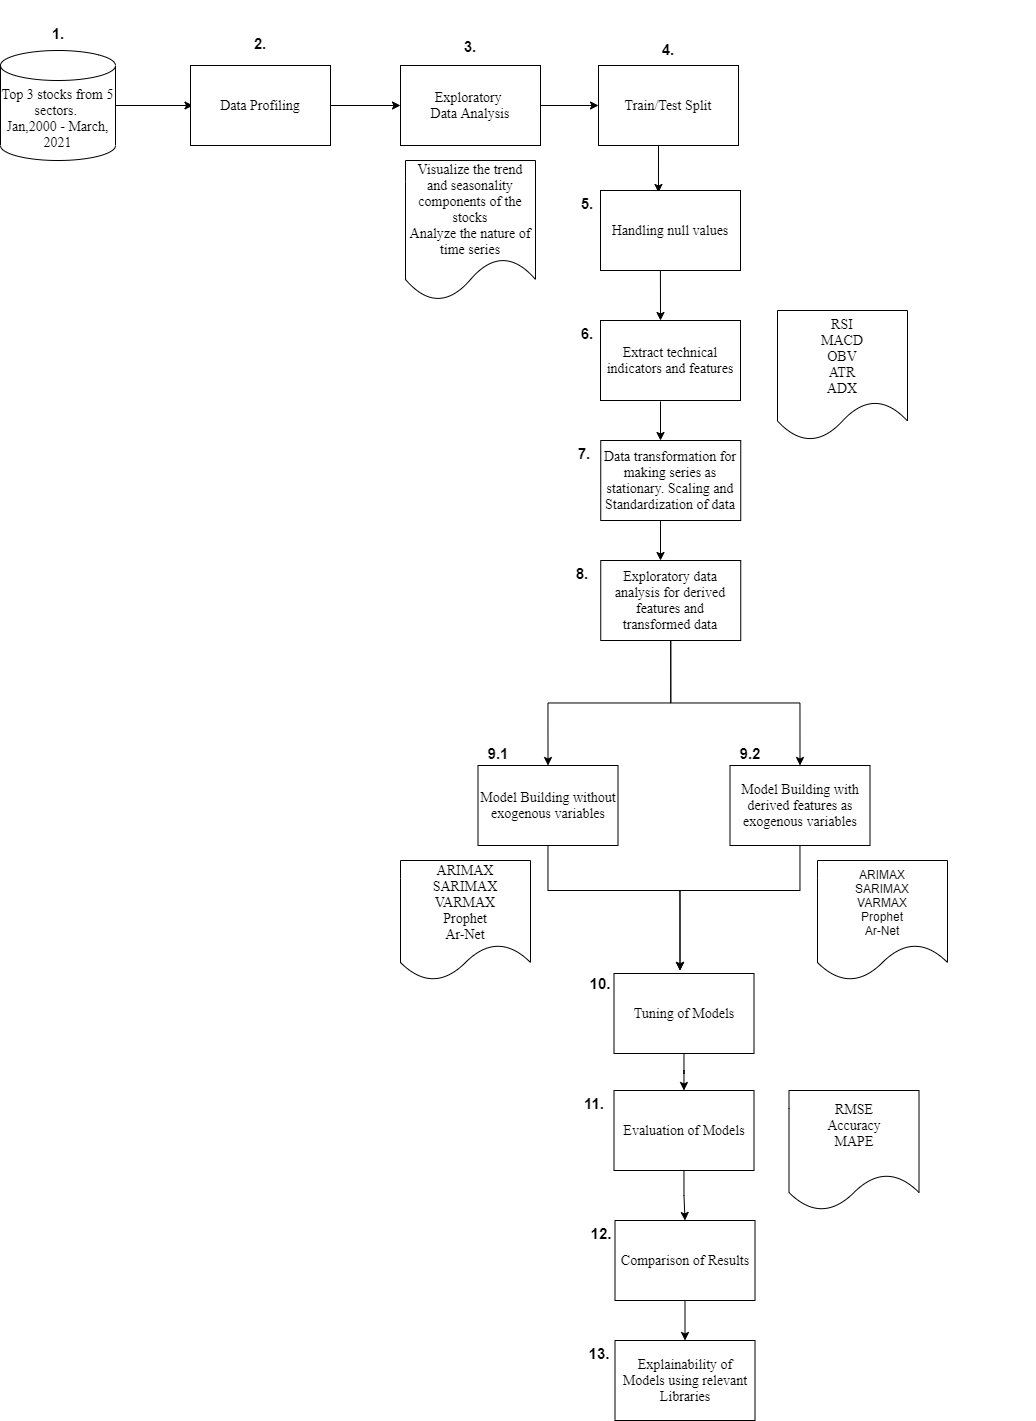 1.
Top 3 stocks from 5
sectors.
Jan,2000 - March,
2021
2.
Data Profiling
3.
Exploratory
Data Analysis
Visualize the trend
and seasonality
components of the
stocks
Analyze the nature of
time series
4.
Train/Test Split
5.
Handling null values
6.
Extract technical
indicators and features
RSI
MACD
OBV
ATR
ADX
7.
Data transformation for
making series as
stationary. Scaling and
Standardization of data
8.
Exploratory data
analysis for derived
features and
transformed data
9.1
Model Building without
exogenous variables
ARIMAX
SARIMAX
VARMAX
Prophet
Ar-Net
9.2
Model Building with
derived features as
exogenous variables
ARIMAX
SARIMAX
VARMAX
Prophet
Ar-Net
10.
Tuning of Models
11.
Evaluation of Models
RMSE
Accuracy
MAPE
12.
Comparison of Results
13.
Explainability of
Models using relevant
Libraries